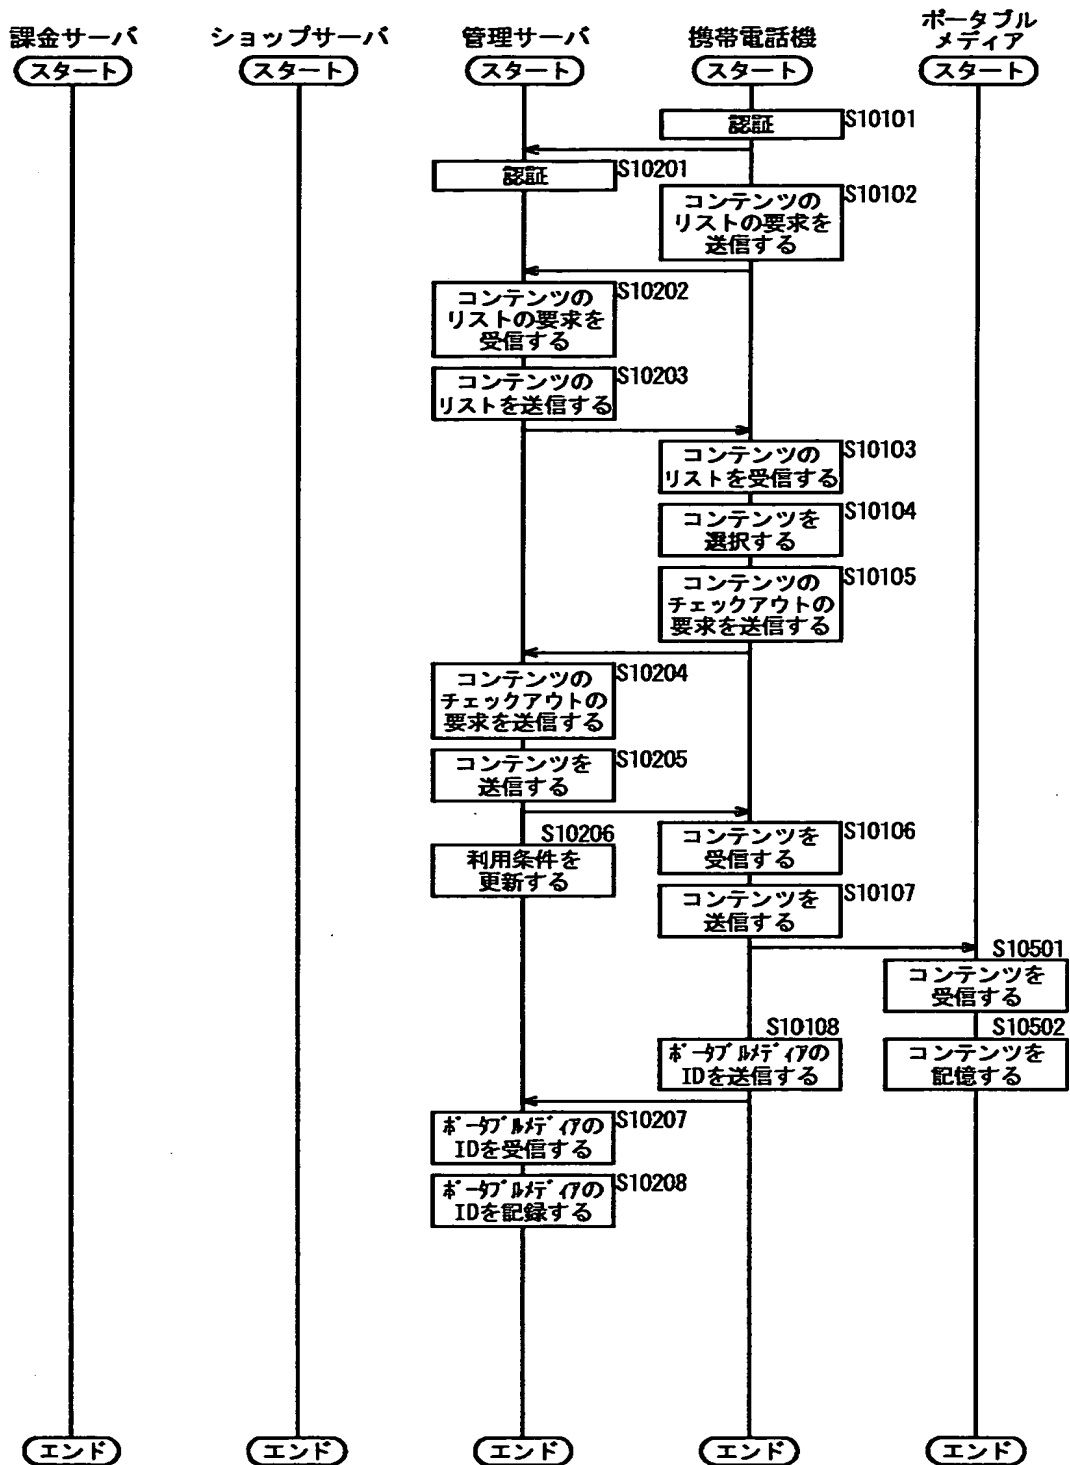 課金サーバ
ショップサーバ
管理サーバ
携帯電話機
ポータブル
メディア
スタート
スタート
スタート
スタート
スタート
認証
S10101
認証
S10201
コンテンツの
リストの要求を
送信する
S10102
コンテンツの
リストの要求を
受信する
S10202
コンテンツの
リストを送信する
S10203
コンテンツの
リストを受信する
S10103
コンテンツを
選択する
S10104
コンテンツの
チェックアウトの
要求を送信する
S10105
コンテンツの
チェックアウトの
要求を送信する
S10204
コンテンツを
送信する
S10205
S10206
利用条件を
更新する
コンテンツを
受信する
S10106
コンテンツを
送信する
S10107
S10501
コンテンツを
受信する
S10108
ポータブルメディアの
IDを送信する
S10502
コンテンツを
記憶する
ポータブルメディアの
IDを受信する
S10207
ポータブルメディアの
IDを記録する
S10208
エンド
エンド
エンド
エンド
エンド